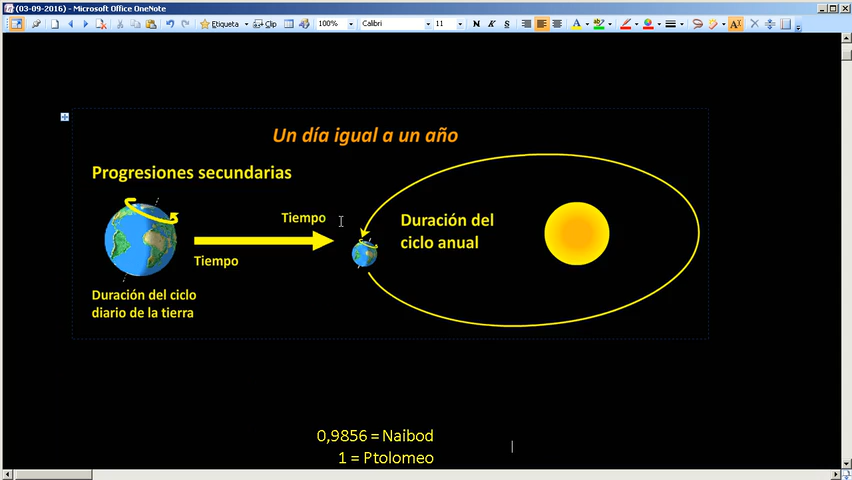 (03-09-2016) - Microsoft Office OneNote
Etiqueta Clip 100% Calibri 11 N K S
Un día igual a un año
Progresiones secundarias
Tiempo
Tiempo
Duración del
ciclo anual
Duración del ciclo
diario de la tierra
0,9856 = Naibod
1 = Ptolomeo